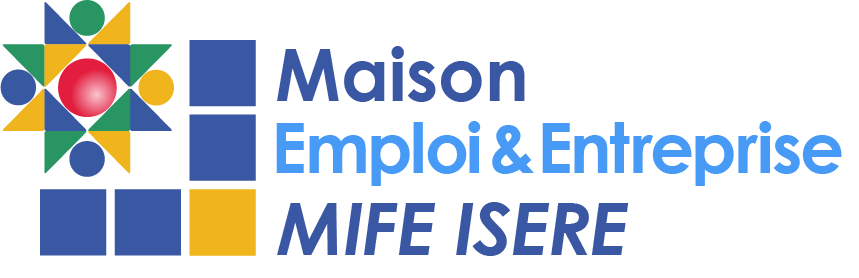 Maison
Emploi & Entreprise
MIFE ISERE